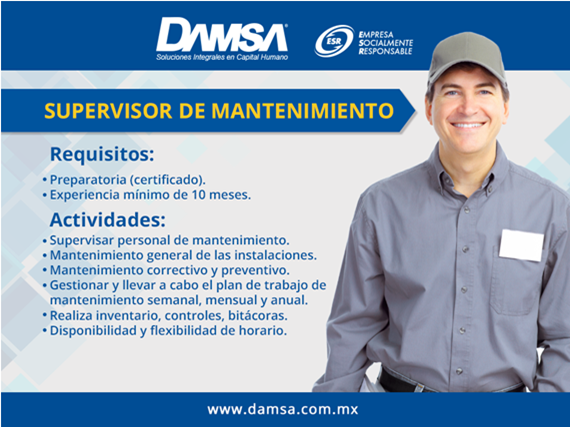 DAMSA
Soluciones Integrales en Capital Humano
ESR
EMPRESA
SOCIALMENTE
RESPONSABLE
SUPERVISOR DE MANTENIMIENTO
Requisitos:
• Preparatoria (certificado).
• Experiencia mínimo de 10 meses.
Actividades:
• Supervisar personal de mantenimiento.
• Mantenimiento general de las instalaciones.
• Mantenimiento correctivo y preventivo.
• Gestionar y llevar a cabo el plan de trabajo de
mantenimiento semanal, mensual y anual.
• Realiza inventario, controles, bitácoras.
• Disponibilidad y flexibilidad de horario.
www.damsa.com.mx